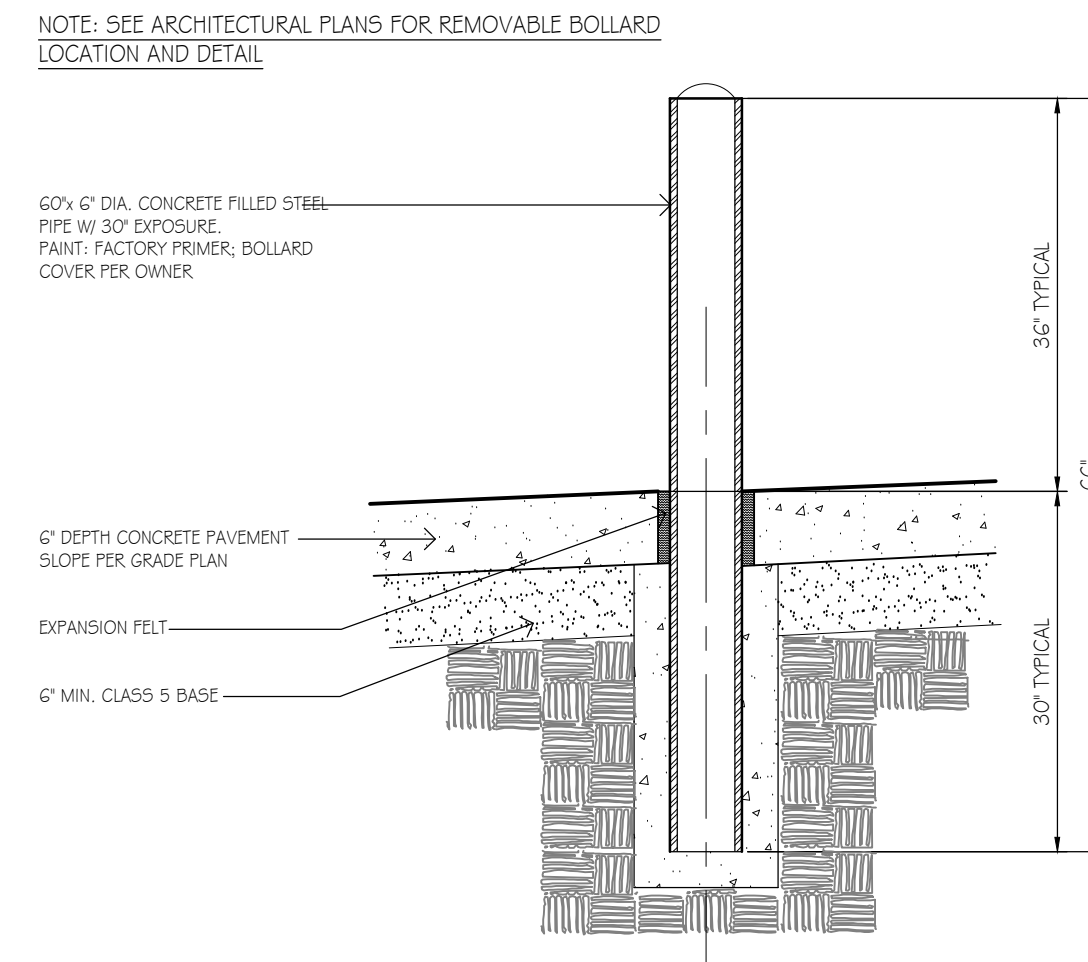 NOTE: SEE ARCHITECTURAL PLANS FOR REMOVABLE BOLLARD
LOCATION AND DETAIL
60"x 6" DIA. CONCRETE FILLED STEEL
PIPE W/ 30" EXPOSURE.
PAINT: FACTORY PRIMER; BOLLARD
COVER PER OWNER
36" TYPICAL
6" DEPTH CONCRETE PAVEMENT
SLOPE PER GRADE PLAN
EXPANSION FELT
6" MIN. CLASS 5 BASE
30" TYPICAL